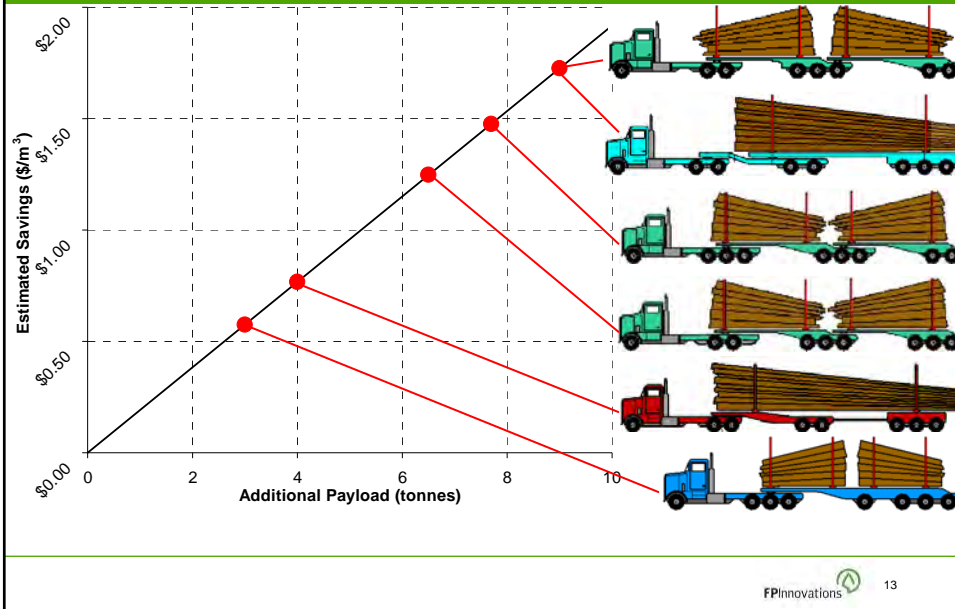 $2.00
$1.50
$1.00
$0.50
$0.00
Estimated Savings ($/m³)
0 2 4 6 8 10
Additional Payload (tonnes)
FPInnovations
13